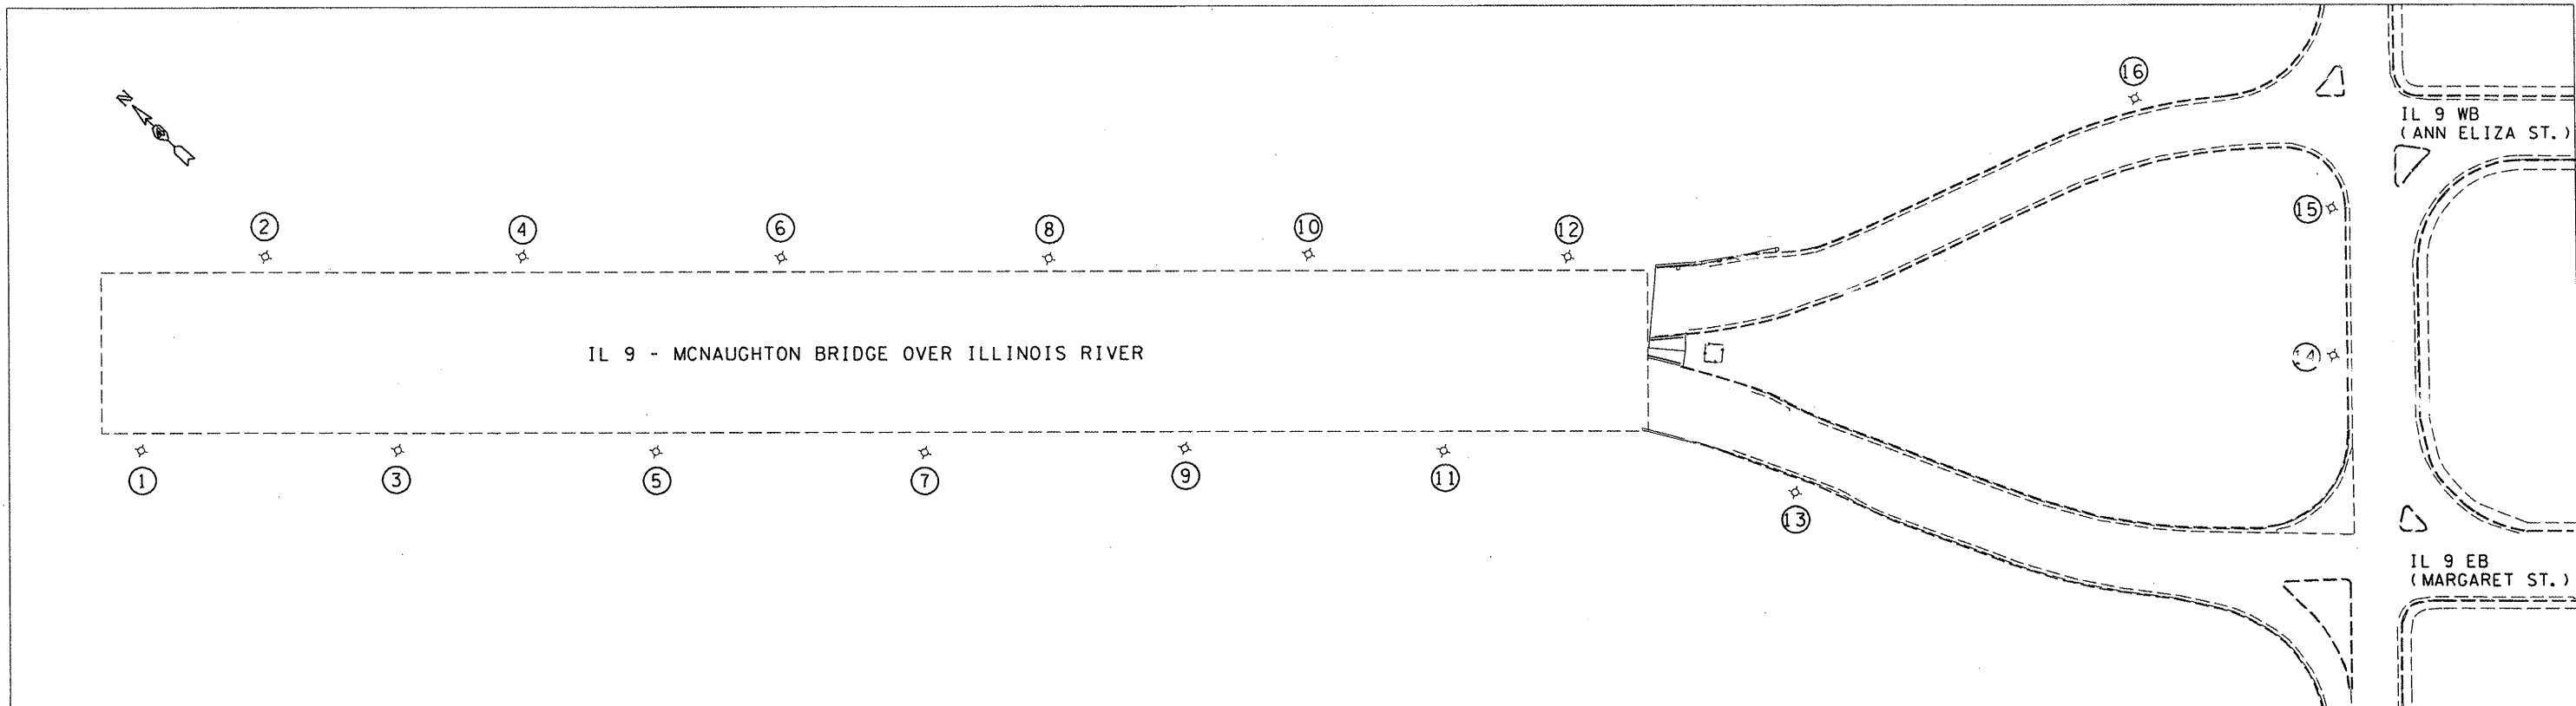 16
IL 9 WB
(ANN ELIZA ST.)
N
15
2
4
6
8
10
12
IL 9 - MCNAUGHTON BRIDGE OVER ILLINOIS RIVER
14
1
3
5
7
9
11
13
IL 9 EB
(MARGARET ST.)